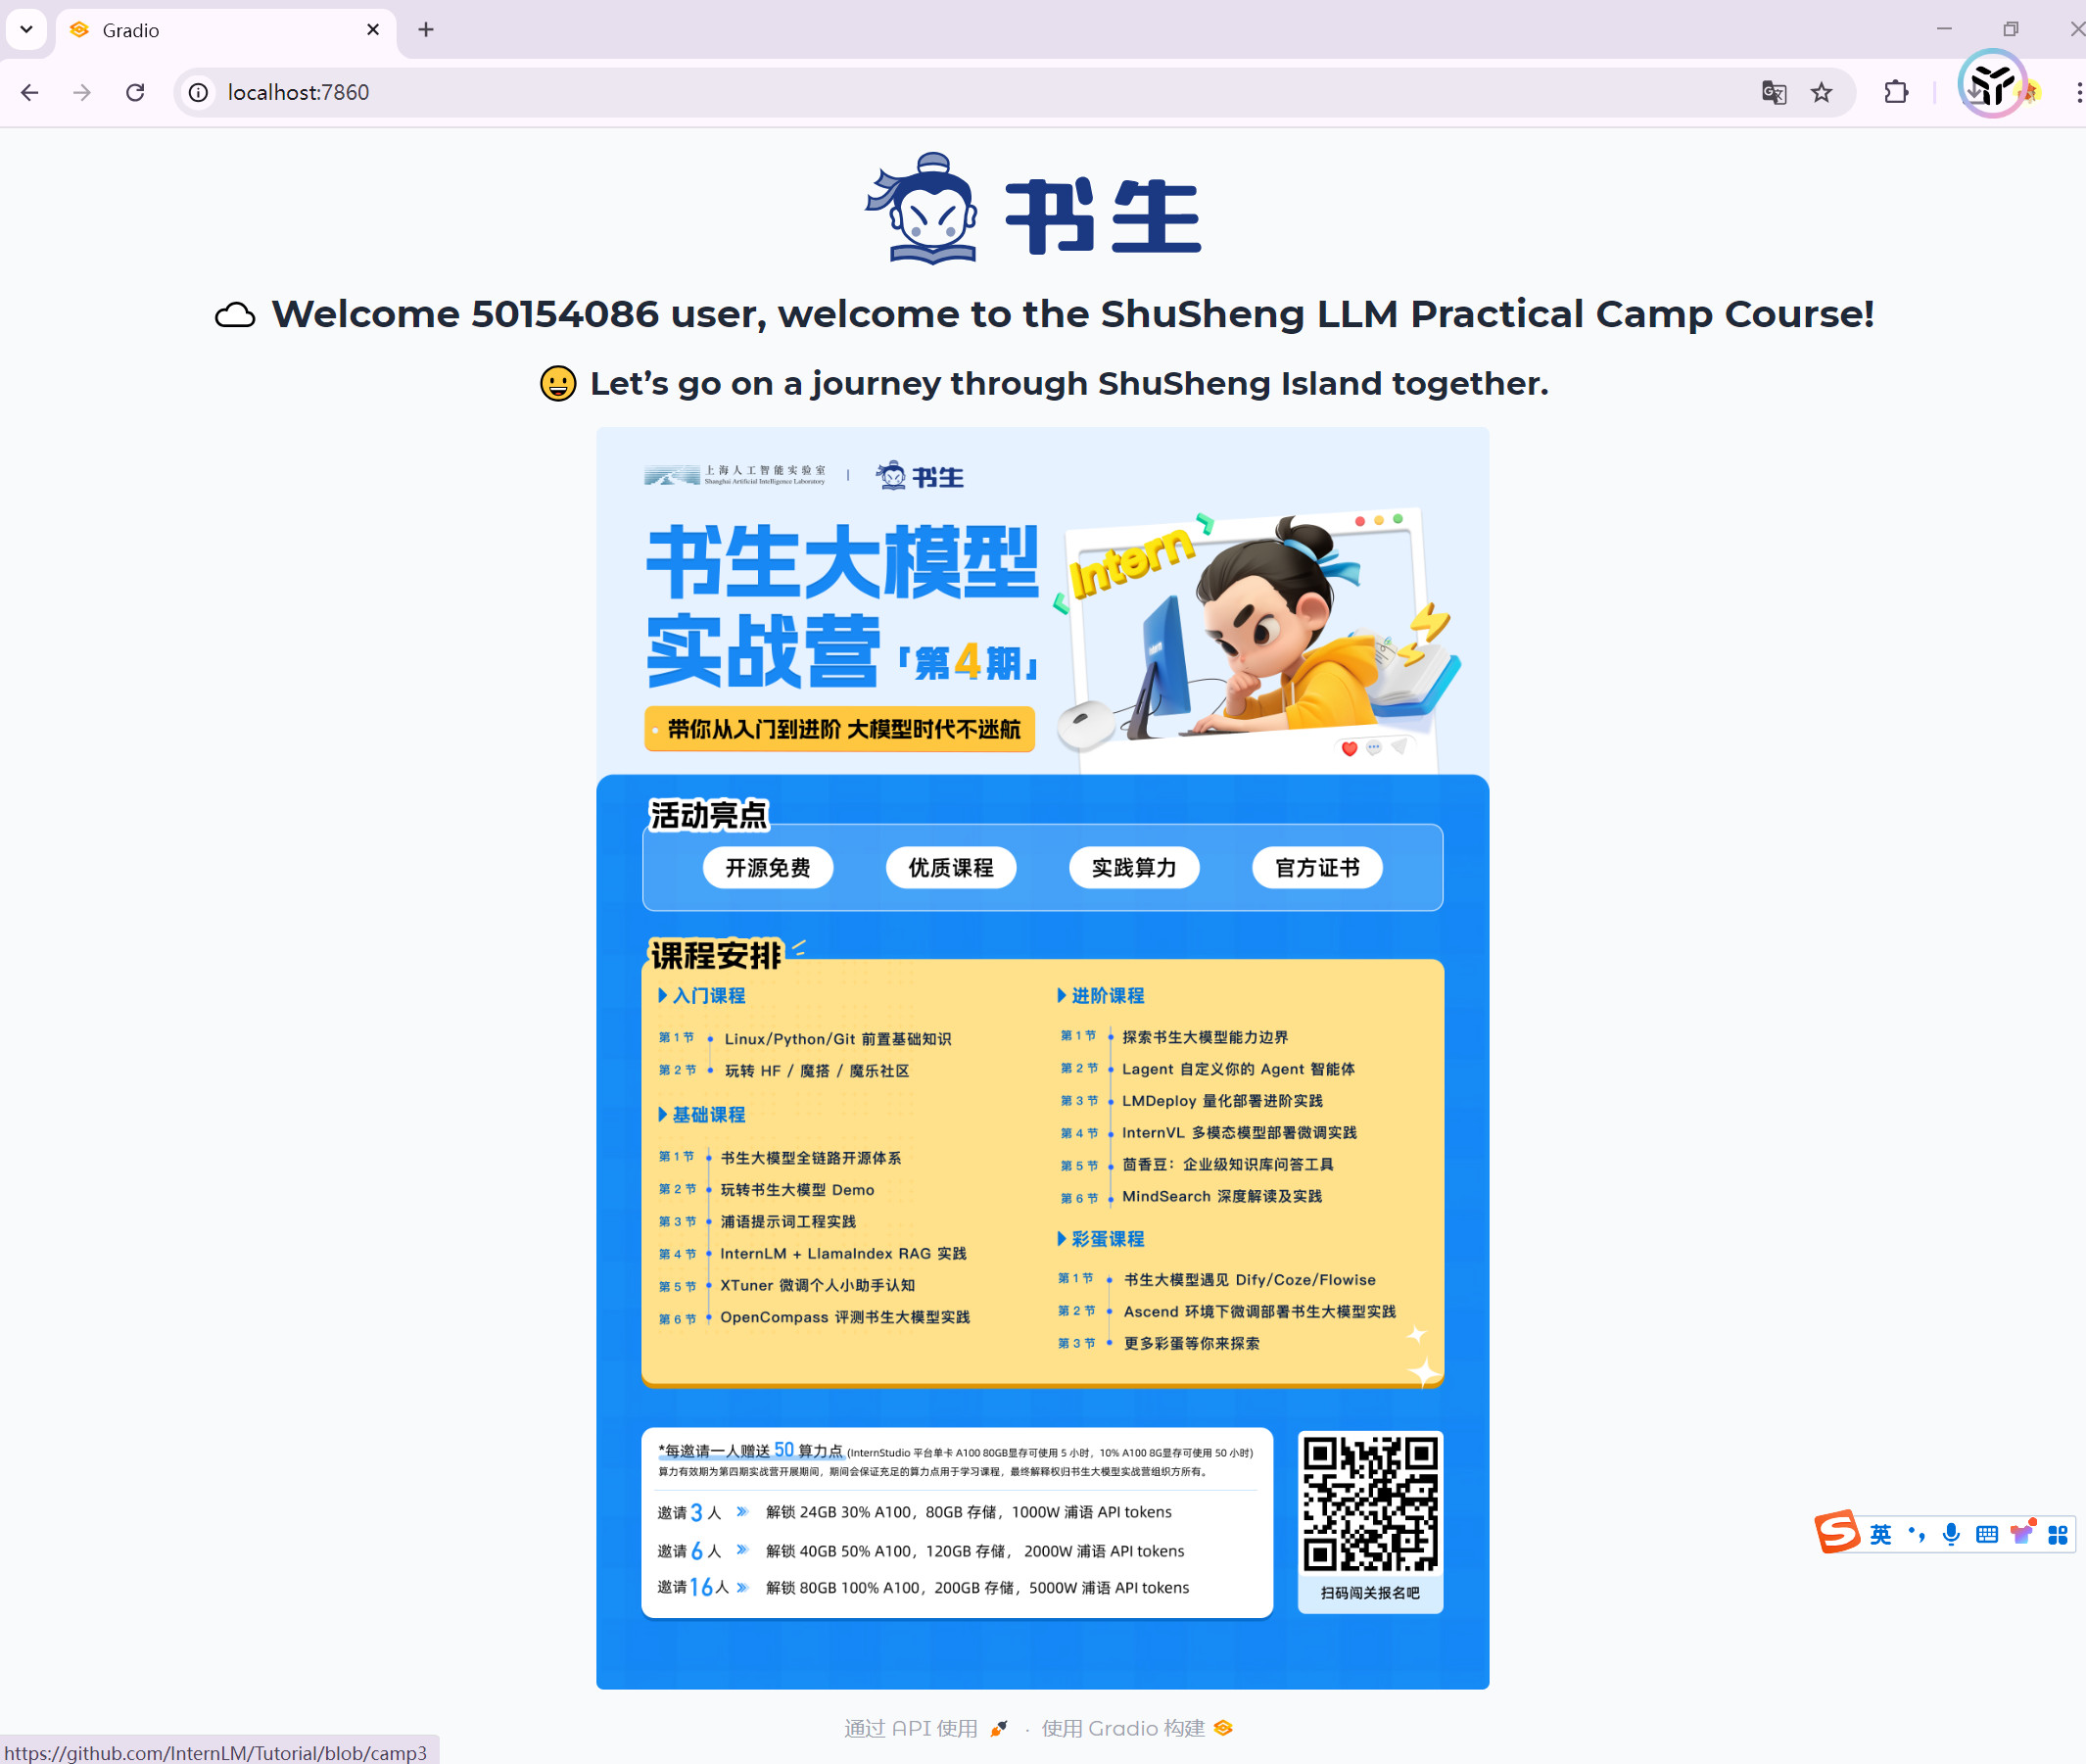 Gradio
localhost:7860
书生
Welcome 50154086 user, welcome to the ShuSheng LLM Practical Camp Course!
Let’s go on a journey through ShuSheng Island together.
上海人工智能实验室
Shanghai Artificial Intelligence Laboratory
书生
书生大模型
实战营「第4期」
带你从入门到进阶 大模型时代不迷航
Intern
活动亮点
开源免费
优质课程
实践算力
官方证书
课程安排
入门课程
第1节 Linux/Python/Git 前置基础知识
第2节 玩转 HF / 魔搭 / 魔乐社区
基础课程
第1节 书生大模型全链路开源体系
第2节 玩转书生大模型 Demo
第3节 浦语提示词工程实践
第4节 InternLM + LlamaIndex RAG 实践
第5节 XTuner 微调个人小助手认知
第6节 OpenCompass 评测书生大模型实践
进阶课程
第1节 探索书生大模型能力边界
第2节 Lagent 自定义你的 Agent 智能体
第3节 LMDeploy 量化部署进阶实践
第4节 InternVL 多模态模型部署微调实践
第5节 茴香豆：企业级知识库问答工具
第6节 MindSearch 深度解读及实践
彩蛋课程
第1节 书生大模型遇见 Dify/Coze/Flowise
第2节 Ascend 环境下微调部署书生大模型实践
第3节 更多彩蛋等你来探索
*每邀请一人赠送 50 算力点 (InternStudio 平台单卡 A100 80GB显存可使用 5 小时，10% A100 8G显存可使用 50 小时)
算力有效期为第四期实战营开展期间，期间会保证充足的算力点用于学习课程，最终解释权归书生大模型实战营组织方所有。
邀请3人 解锁 24GB 30% A100，80GB 存储，1000W 浦语 API tokens
邀请6人 解锁 40GB 50% A100，120GB 存储， 2000W 浦语 API tokens
邀请16人 解锁 80GB 100% A100，200GB 存储，5000W 浦语 API tokens
扫码闯关报名吧
英
通过 API 使用 · 使用 Gradio 构建
https://github.com/InternLM/Tutorial/blob/camp3